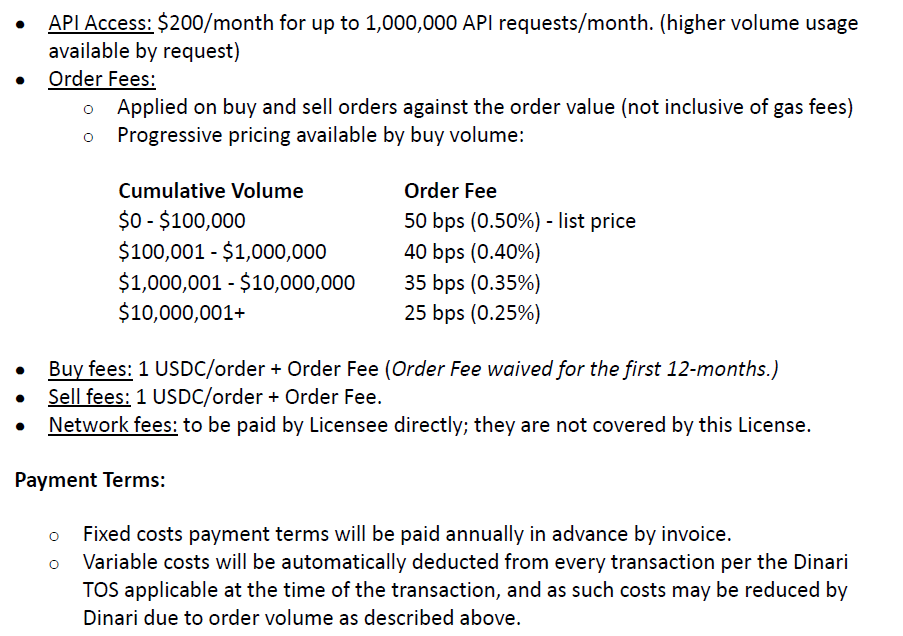 • API Access: $200/month for up to 1,000,000 API requests/month. (higher volume usage
available by request)
• Order Fees:
o Applied on buy and sell orders against the order value (not inclusive of gas fees)
o Progressive pricing available by buy volume:
Cumulative Volume Order Fee
$0 - $100,000 50 bps (0.50%) - list price
$100,001 - $1,000,000 40 bps (0.40%)
$1,000,001 - $10,000,000 35 bps (0.35%)
$10,000,001+ 25 bps (0.25%)
• Buy fees: 1 USDC/order + Order Fee (Order Fee waived for the first 12-months.)
• Sell fees: 1 USDC/order + Order Fee.
• Network fees: to be paid by Licensee directly; they are not covered by this License.
Payment Terms:
o Fixed costs payment terms will be paid annually in advance by invoice.
o Variable costs will be automatically deducted from every transaction per the Dinari
TOS applicable at the time of the transaction, and as such costs may be reduced by
Dinari due to order volume as described above.